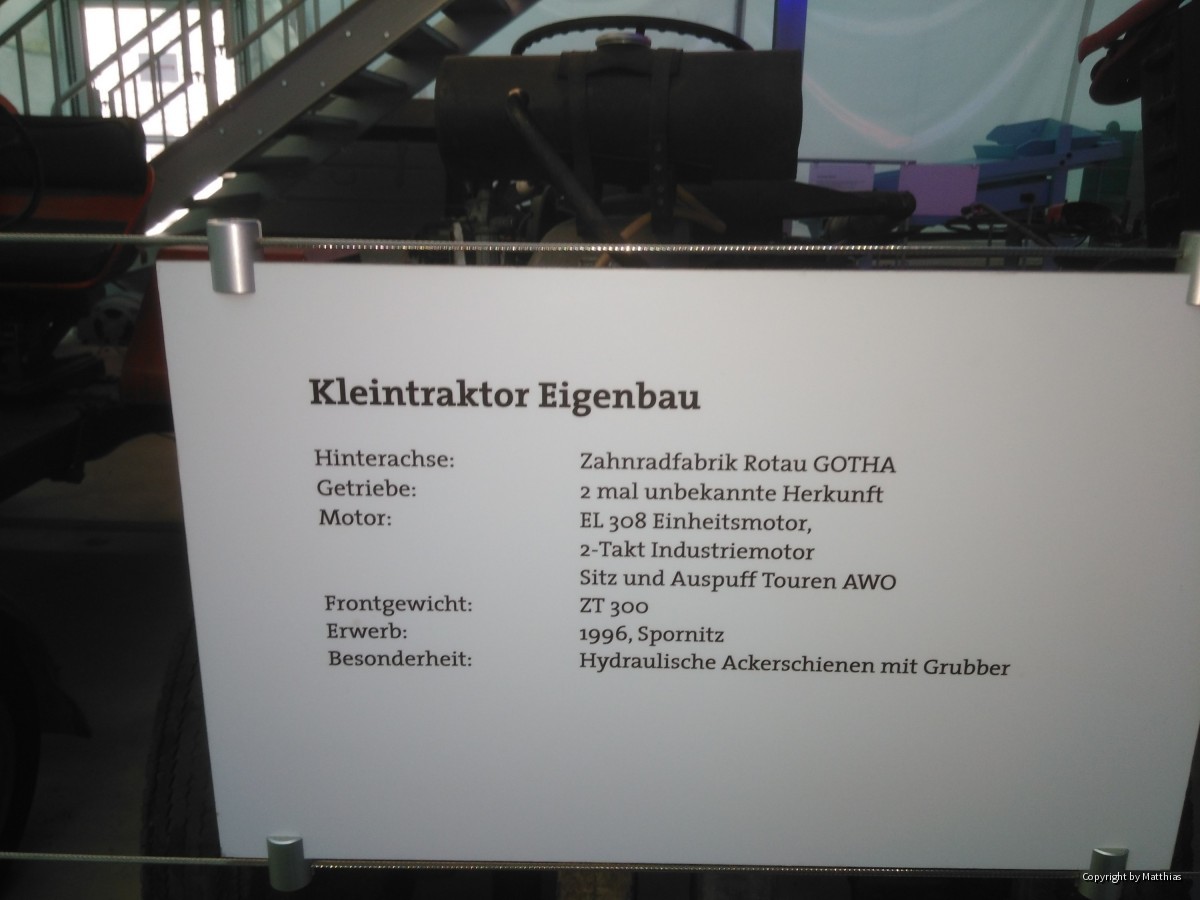 Kleintraktor Eigenbau
Hinterachse: Zahnradfabrik Rotau GOTHA
Getriebe: 2 mal unbekannte Herkunft
Motor: EL 308 Einheitsmotor,
2-Takt Industriemotor
Sitz und Auspuff Touren AWO
Frontgewicht: ZT 300
Erwerb: 1996, Spornitz
Besonderheit: Hydraulische Ackerschienen mit Grubber
Copyright by Matthias